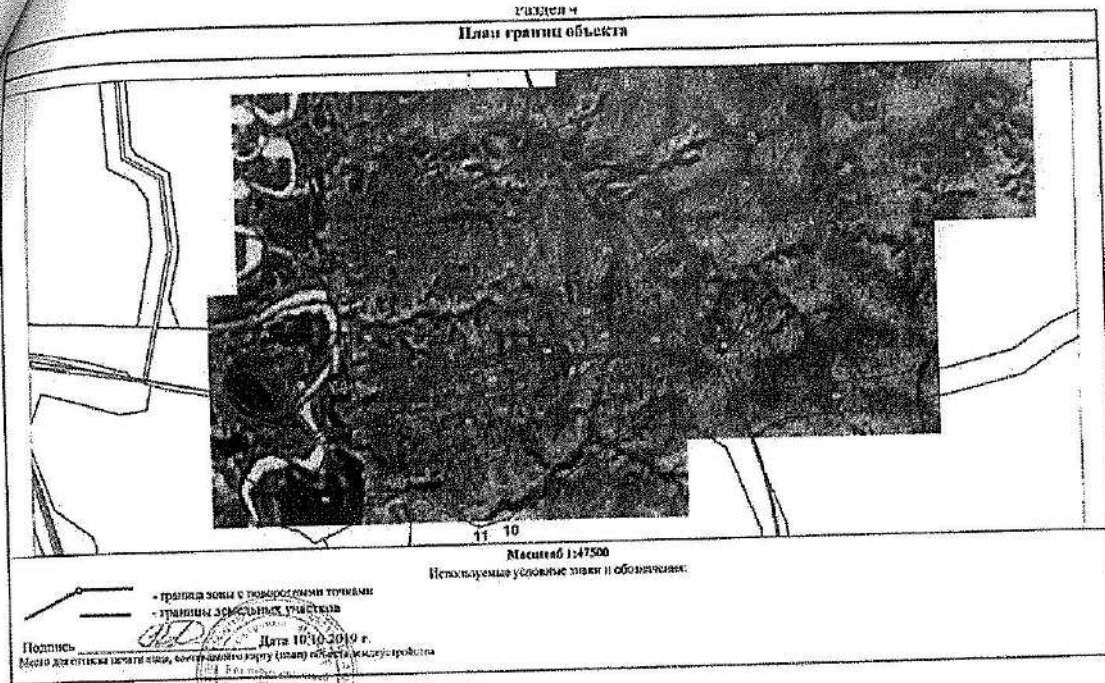 Раздел 4
План границ объекта
11 10
Масштаб 1:47500
Используемые условные знаки и обозначения:
- граница зоны с поворотными точками
- границы земельных участков
Подпись Дата 10.10.2019 г.
Место для оттиска печати лица, составившего карту (план) объекта землеустройства